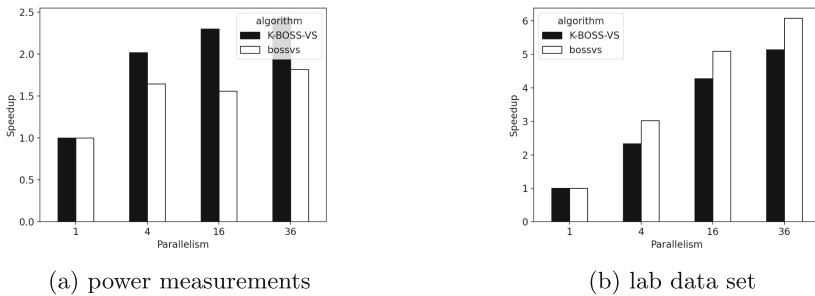 2.5
2.0
1.5
1.0
0.5
0.0
Speedup
algorithm
K-BOSS-VS
bossvs
1 4 16 36
Parallelism
(a) power measurements
6
5
4
3
2
1
0
Speedup
algorithm
K-BOSS-VS
bossvs
1 4 16 36
Parallelism
(b) lab data set